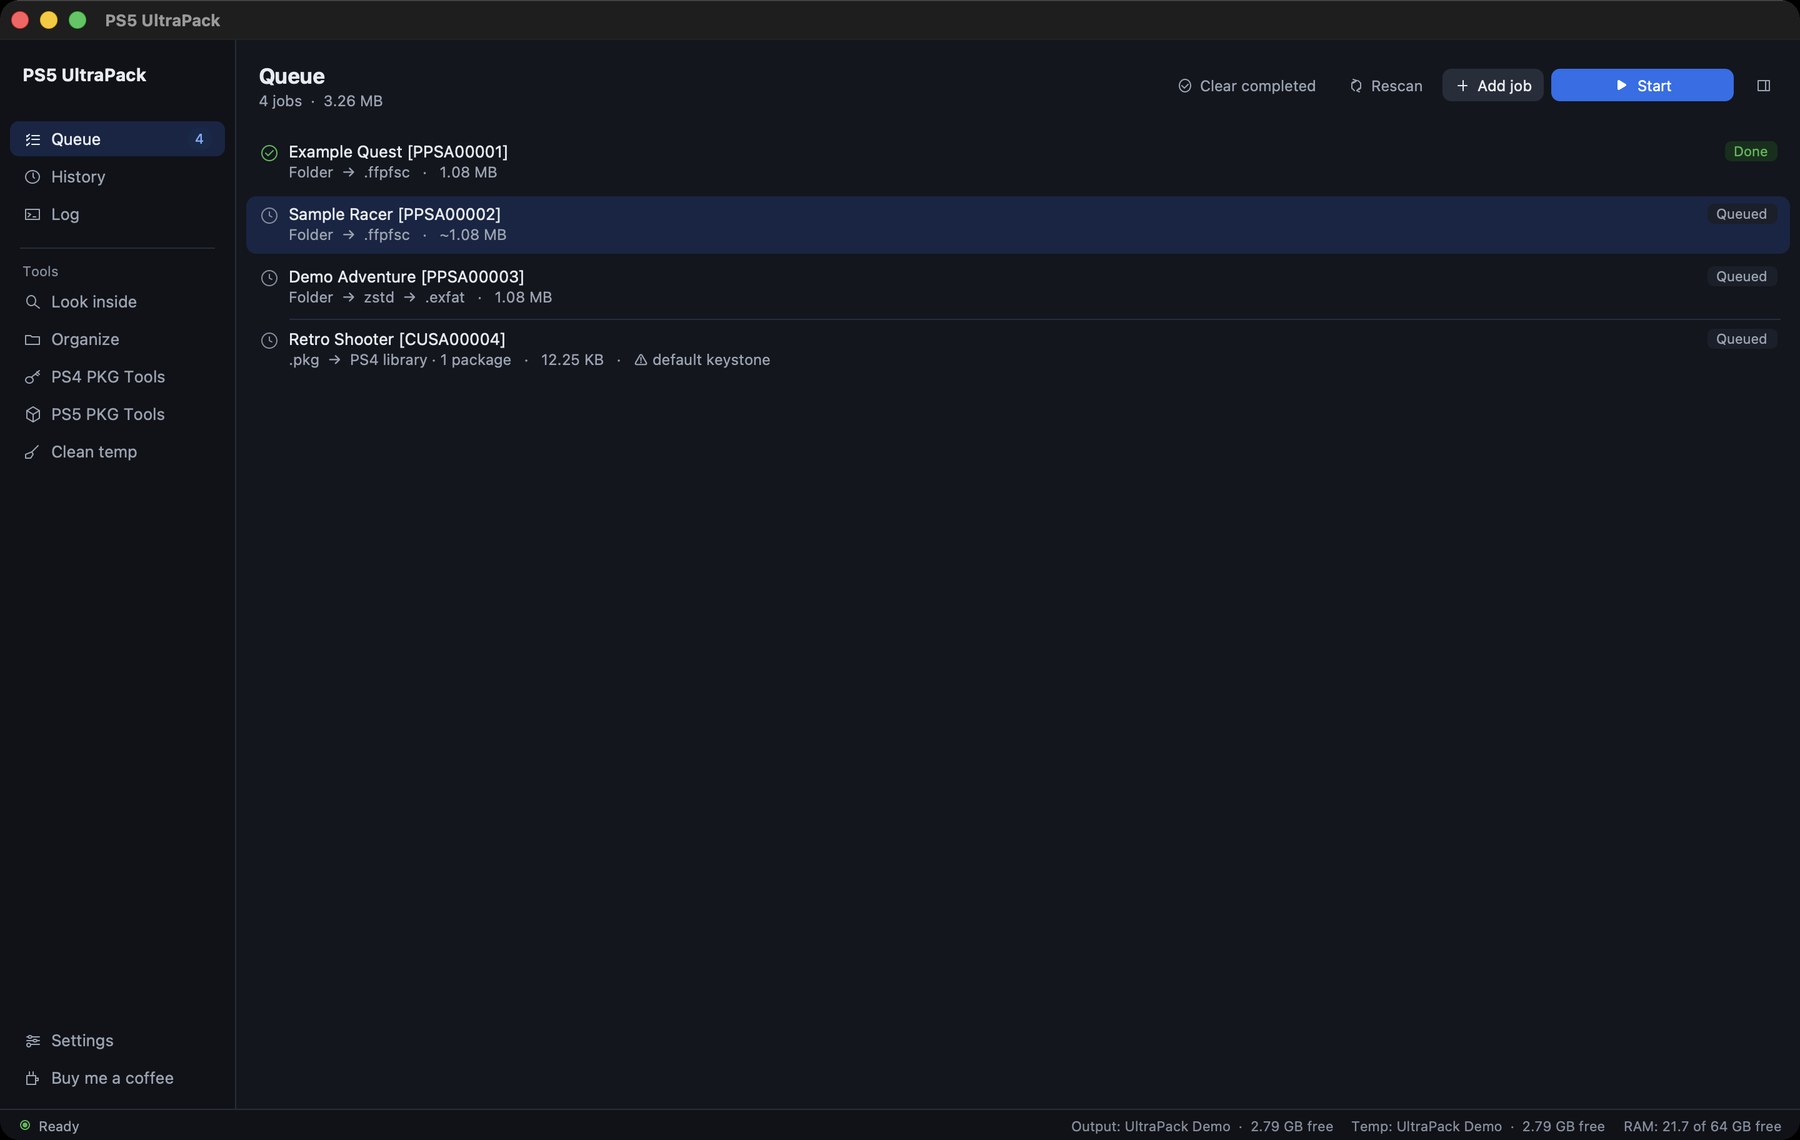 PS5 UltraPack
PS5 UltraPack
Queue 4
History
Log
Tools
Look inside
Organize
PS4 PKG Tools
PS5 PKG Tools
Clean temp
Settings
Buy me a coffee
Queue
4 jobs · 3.26 MB
Clear completed
Rescan
+ Add job
Start
Example Quest [PPSA00001]
Done
Folder → .ffpfsc · 1.08 MB
Sample Racer [PPSA00002]
Queued
Folder → .ffpfsc · ~1.08 MB
Demo Adventure [PPSA00003]
Queued
Folder → zstd → .exfat · 1.08 MB
Retro Shooter [CUSA00004]
Queued
.pkg → PS4 library · 1 package · 12.25 KB · ⚠ default keystone
Ready
Output: UltraPack Demo · 2.79 GB free Temp: UltraPack Demo · 2.79 GB free RAM: 21.7 of 64 GB free